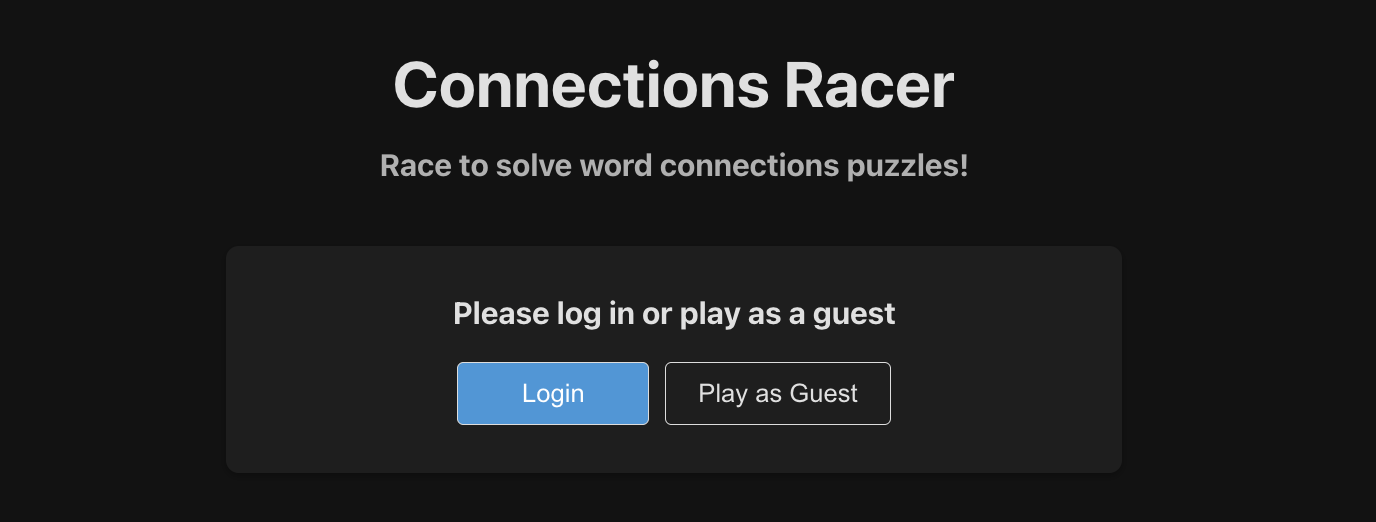 Connections Racer
Race to solve word connections puzzles!
Please log in or play as a guest
Login
Play as Guest